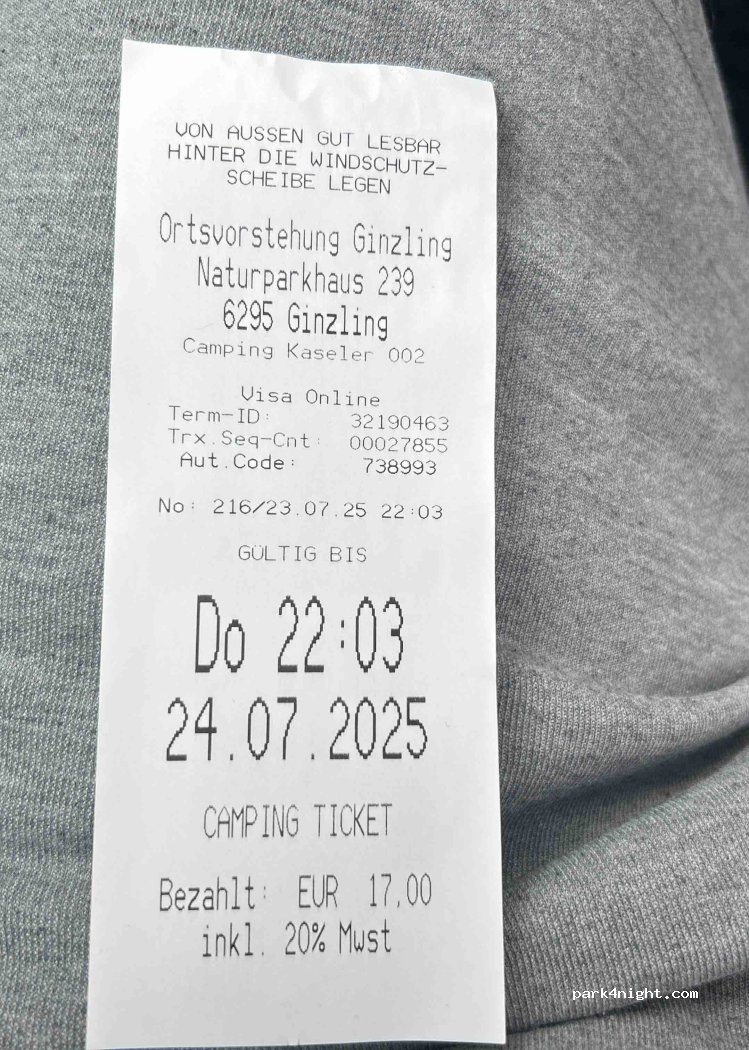 VON AUSSEN GUT LESBAR
HINTER DIE WINDSCHUTZ-
SCHEIBE LEGEN
Ortsvorstehung Ginzling
Naturparkhaus 239
6295 Ginzling
Camping Kaseler 002
Visa Online
Term-ID: 32190463
Trx.Seq-Cnt: 00027855
Aut.Code: 738993
No: 216/23.07.25 22:03
GÜLTIG BIS
Do 22:03
24.07.2025
CAMPING TICKET
Bezahlt: EUR 17,00
inkl. 20% Mwst
park4night.com